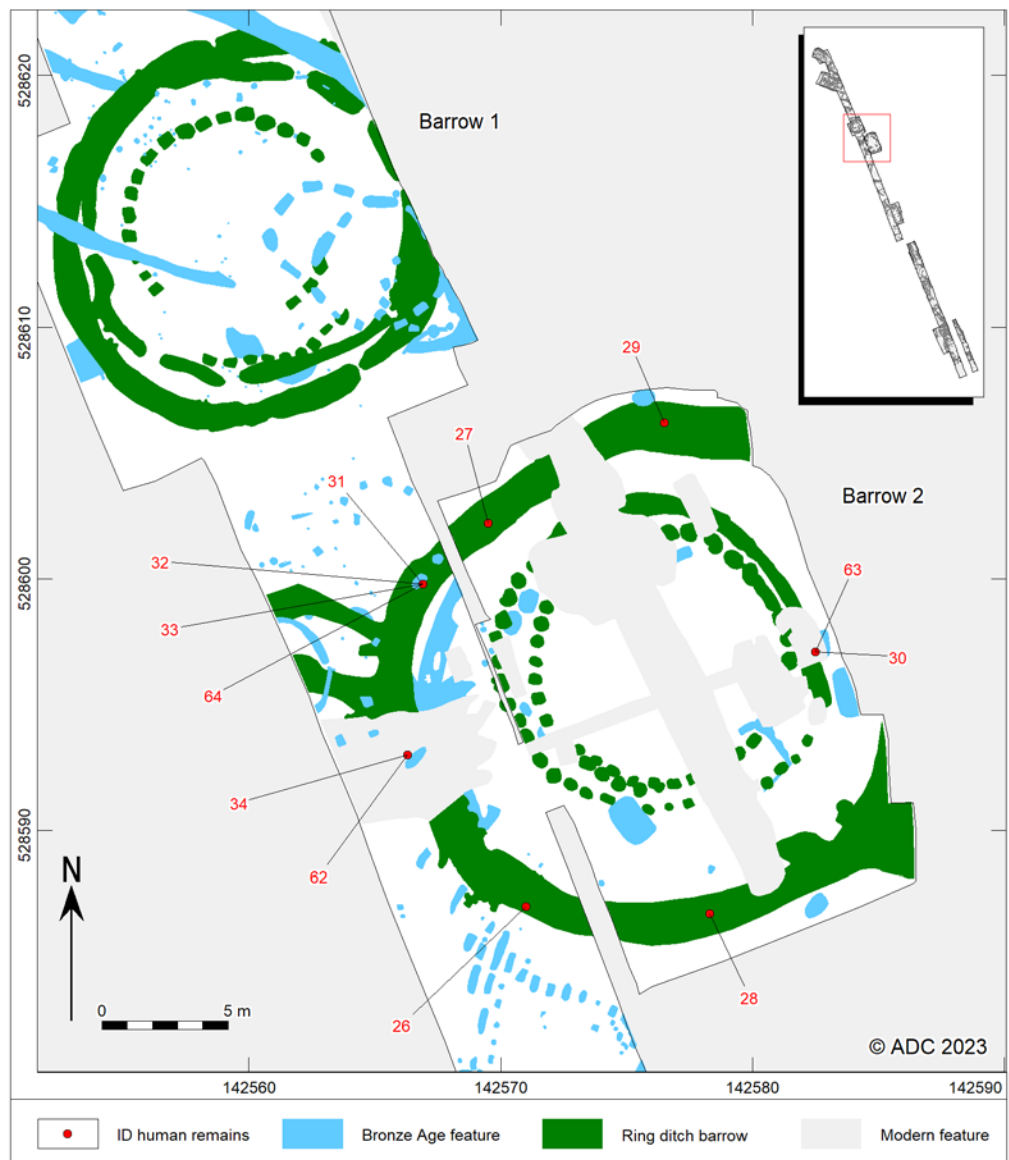 528620
Barrow 1
528610
29
27
31
Barrow 2
32
528600
63
33
30
64
34
528590
62
N
0 5 m
26
28
© ADC 2023
142560 142570 142580 142590
ID human remains Bronze Age feature Ring ditch barrow Modern feature